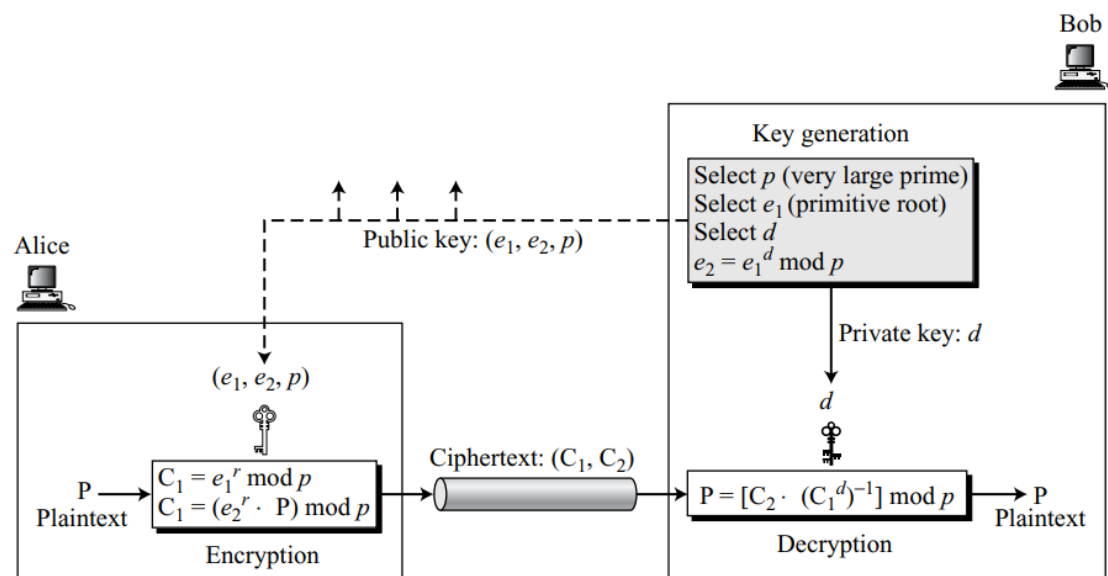 Bob
Key generation
Select p (very large prime)
Select e₁ (primitive root)
Select d
e₂ = e₁ᵈ mod p
Public key: (e₁, e₂, p)
Alice
Private key: d
(e₁, e₂, p)
d
Ciphertext: (C₁, C₂)
P
Plaintext
C₁ = e₁ʳ mod p
C₁ = (e₂ʳ · P) mod p
Encryption
P = [C₂ · (C₁ᵈ)⁻¹] mod p
Decryption
P
Plaintext